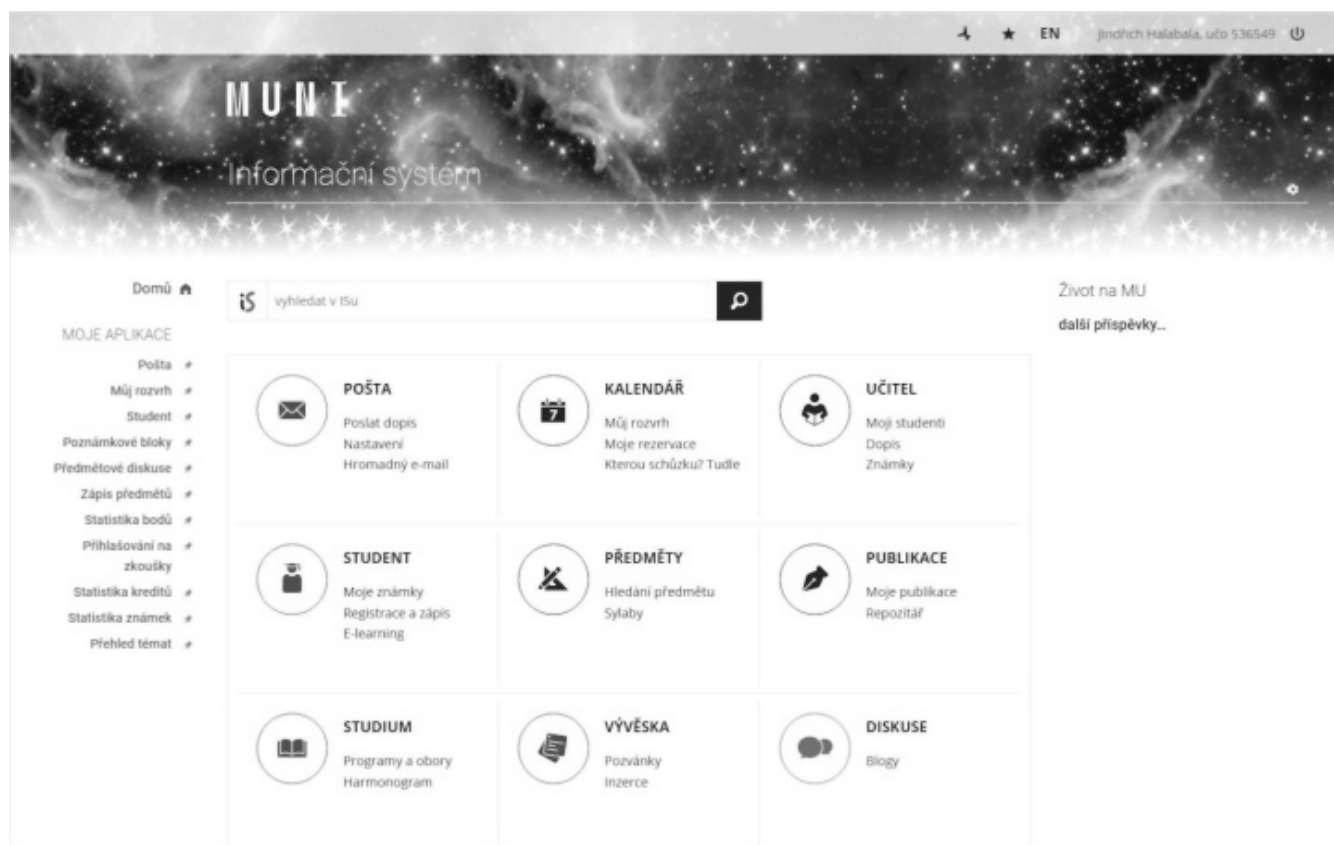 EN Jindřich Halabala, učo 536549
MUNI
Informační systém
Domů
vyhledat v ISu
Život na MU
další příspěvky...
MOJE APLIKACE
Pošta
Můj rozvrh
Student
Poznámkové bloky
Předmětové diskuse
Zápis předmětů
Statistika bodů
Přihlašování na
zkoušky
Statistika kreditů
Statistika známek
Přehled témat
POŠTA
Poslat dopis
Nastavení
Hromadný e-mail
KALENDÁŘ
7
Můj rozvrh
Moje rezervace
Kterou schůzku? Tudle
UČITEL
Moji studenti
Dopis
Známky
STUDENT
Moje známky
Registrace a zápis
E-learning
PŘEDMĚTY
Hledání předmětu
Sylaby
PUBLIKACE
Moje publikace
Repozitář
STUDIUM
Programy a obory
Harmonogram
VÝVĚSKA
Pozvánky
Inzerce
DISKUSE
Blogy